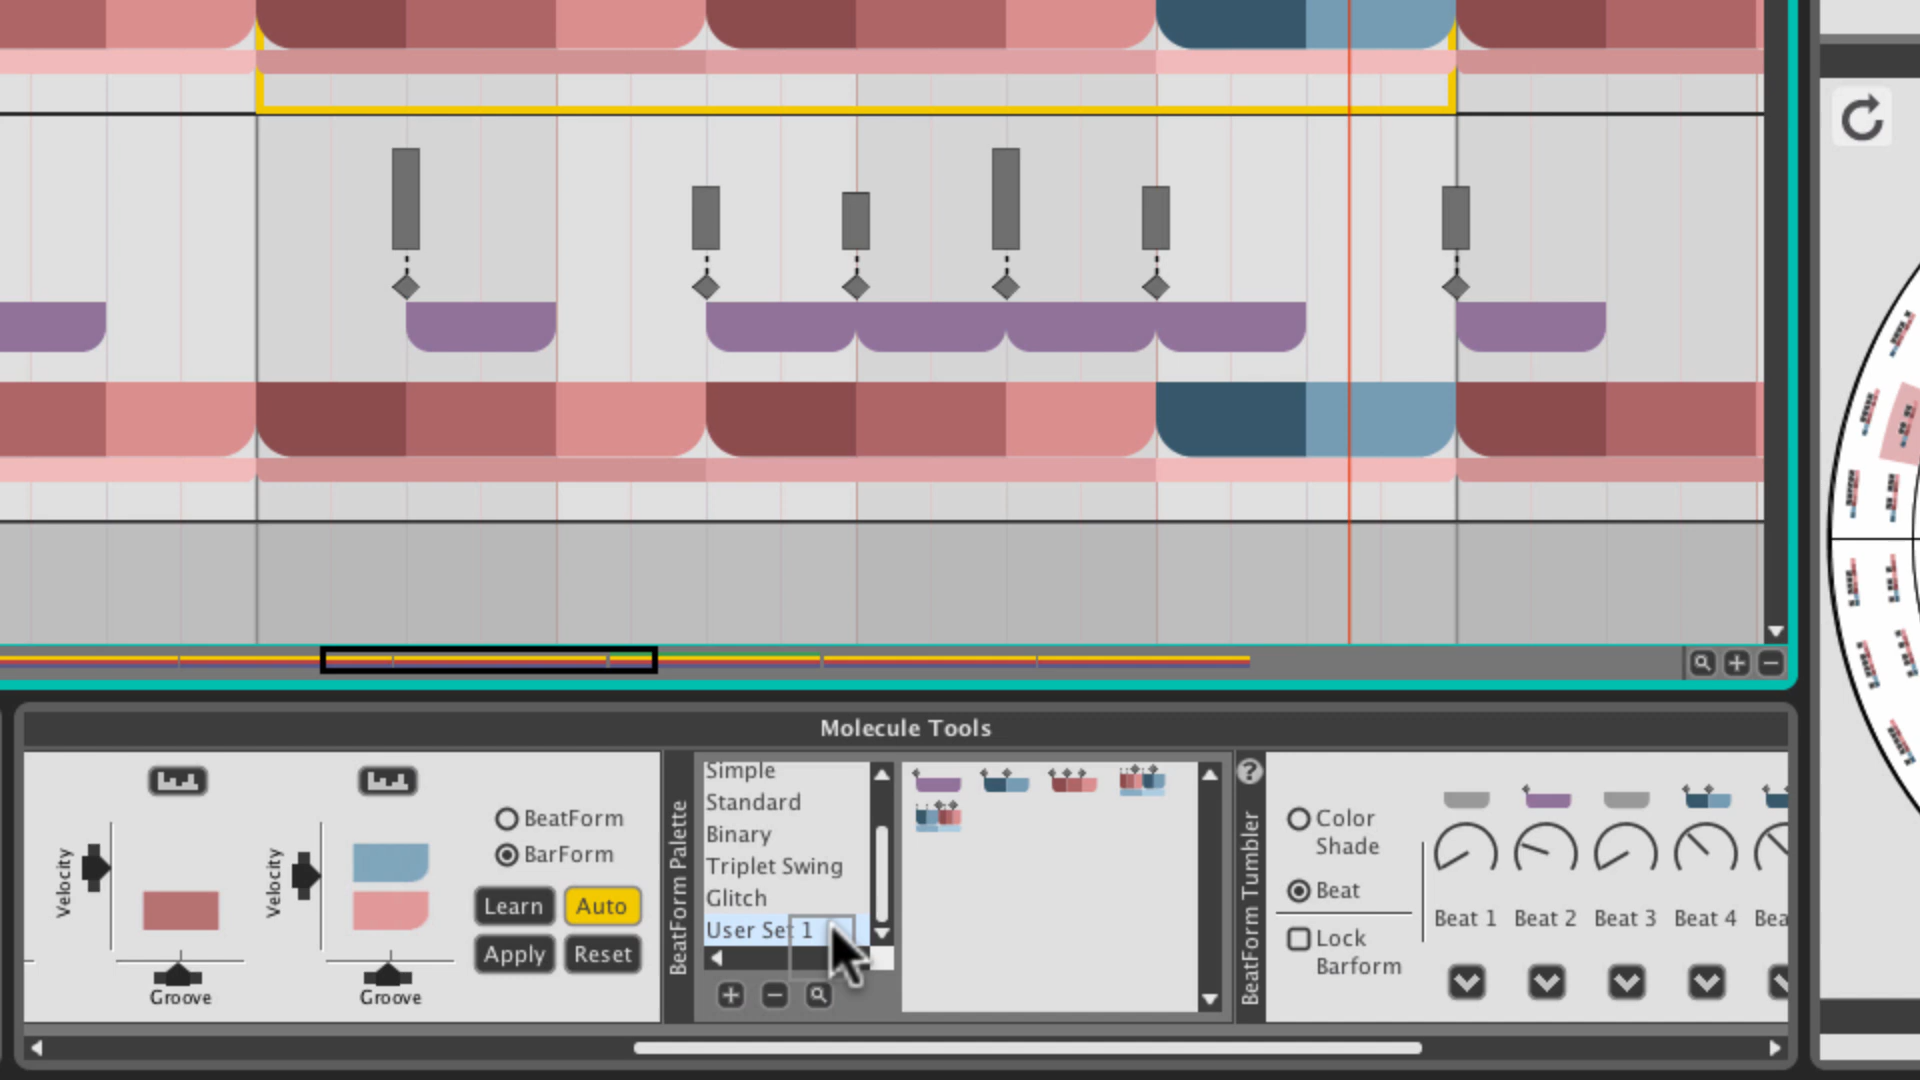 Molecule Tools
Velocity
Groove
Velocity
Groove
BeatForm
BarForm
Learn
Auto
Apply
Reset
BeatForm Palette
Simple
Standard
Binary
Triplet Swing
Glitch
User Set 1
?
BeatForm Tumbler
Color
Shade
Beat
Lock
Barform
Beat 1
Beat 2
Beat 3
Beat 4
Bea